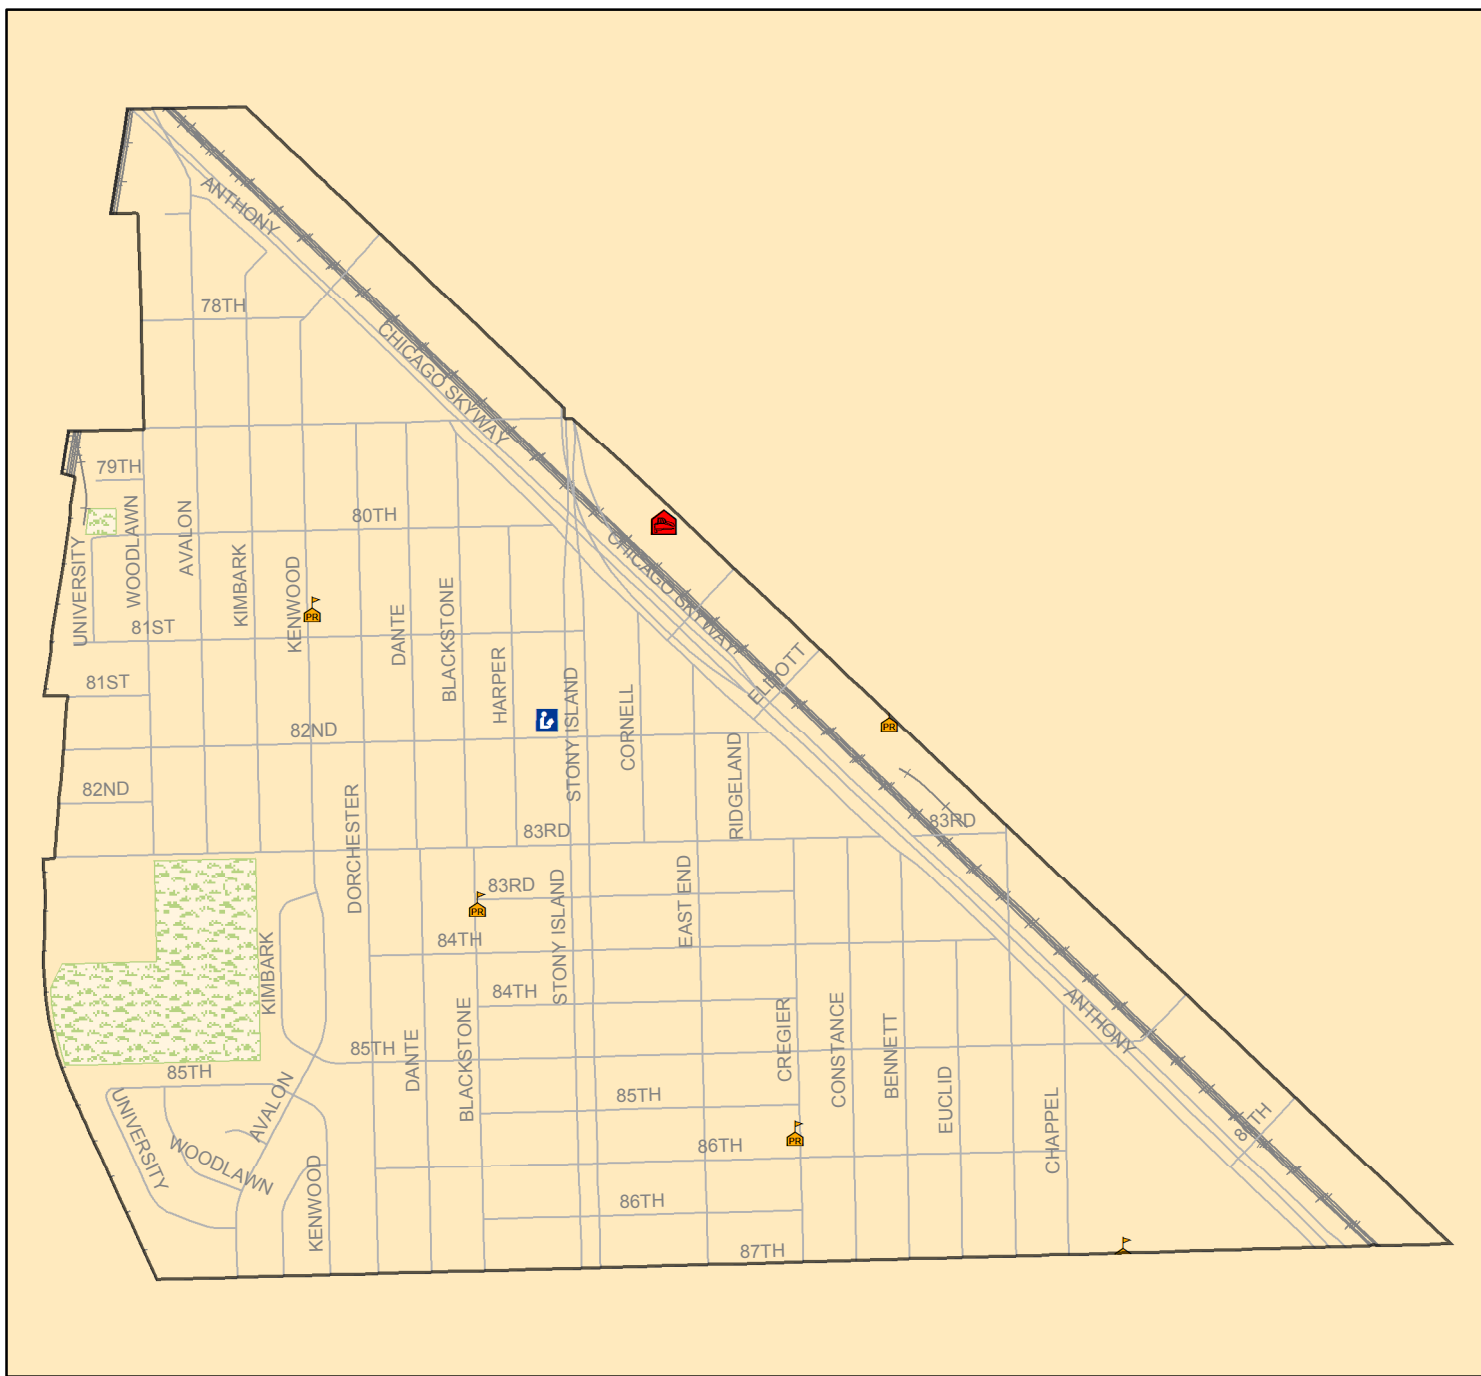 ANTHONY
78TH
CHICAGO SKYWAY
79TH
WOODLAWN
AVALON
80TH
UNIVERSITY
KIMBARK
KENWOOD
PR
81ST
DANTE
BLACKSTONE
CHICAGO SKYWAY
HARPER
STONY ISLAND
CORNELL
ELLIOTT
81ST
82ND
PR
RIDGELAND
82ND
DORCHESTER
83RD
83RD
83RD
PR
STONY ISLAND
EAST END
84TH
KIMBARK
84TH
CREGIER
CONSTANCE
BENNETT
ANTHONY
85TH
DANTE
BLACKSTONE
85TH
AVALON
UNIVERSITY
WOODLAWN
KENWOOD
85TH
EUCLID
CHAPPEL
PR
86TH
87TH
86TH
87TH